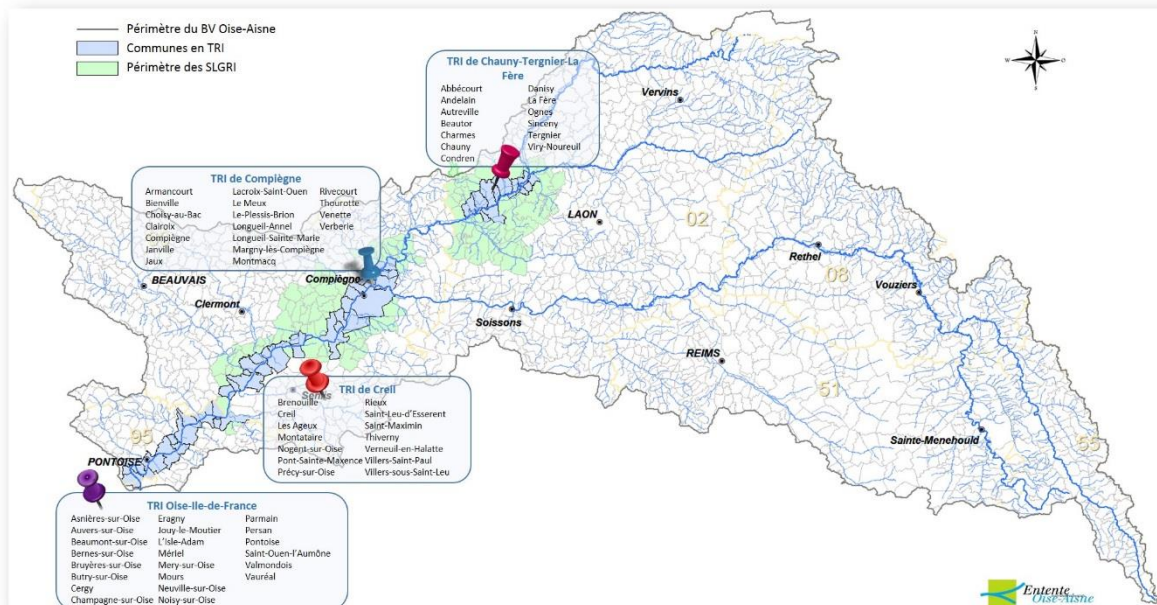 Périmètre du BV Oise-Aisne
Communes en TRI
Périmètre des SLGRI
N
W
S
TRI de Chauny-Tergnier-La
Fère
Abbécourt Danisy
Andelain La Fère
Autreville Ognes
Beautor Sinceny
Charmes Tergnier
Chauny Viry-Noureuil
Condren
Vervins
TRI de Compiègne
Armancourt Lacroix-Saint-Ouen Rivecourt
Bienville Le Meux Thourotte
Choisy-au-Bac Le-Plessis-Brion Venette
Clairoix Longueil-Annel Verberie
Compiègne Longueil-Sainte-Marie
Janville Margny-lès-Compiègne
Jaux Montmacq
LAON
02
Rethel
08
BEAUVAIS
Compiègne
Vouziers
Clermont
Soissons
REIMS
51
Senlis
TRI de Creil
Brenouille Rieux
Creil Saint-Leu-d'Esserent
Les Ageux Saint-Maximin
Montataire Thiverny
Nogent-sur-Oise Verneuil-en-Halatte
Pont-Sainte-Maxence Villers-Saint-Paul
Précy-sur-Oise Villers-sous-Saint-Leu
95
Sainte-Menehould
55
PONTOISE
TRI Oise-Ile-de-France
Asnières-sur-Oise Eragny Parmain
Auvers-sur-Oise Jouy-le-Moutier Persan
Beaumont-sur-Oise L'Isle-Adam Pontoise
Bernes-sur-Oise Mériel Saint-Ouen-l'Aumône
Bruyères-sur-Oise Mery-sur-Oise Valmondois
Butry-sur-Oise Mours Vauréal
Cergy Neuville-sur-Oise
Champagne-sur-Oise Noisy-sur-Oise
Entente
Oise-Aisne